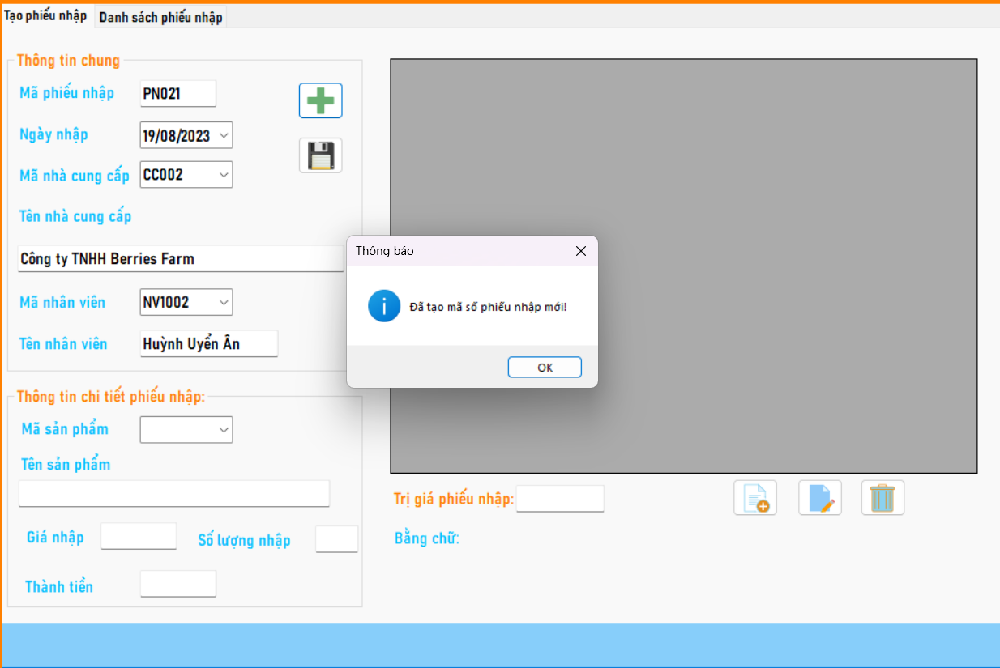 Tạo phiếu nhập
Danh sách phiếu nhập
Thông tin chung
Mã phiếu nhập
PN021
Ngày nhập
19/08/2023
Mã nhà cung cấp
CC002
Tên nhà cung cấp
Công ty TNHH Berries Farm
Mã nhân viên
NV1002
Tên nhân viên
Huỳnh Uyển Ân
Thông báo
Đã tạo mã số phiếu nhập mới!
OK
Thông tin chi tiết phiếu nhập:
Mã sản phẩm
Tên sản phẩm
Giá nhập
Số lượng nhập
Thành tiền
Trị giá phiếu nhập:
Bằng chữ: